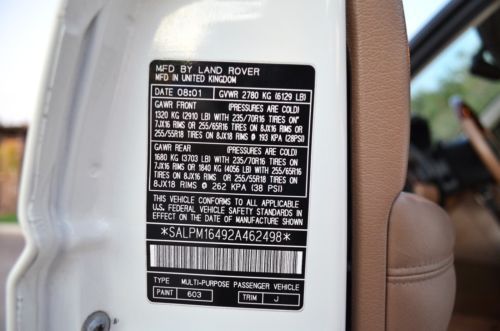 MFD BY LAND ROVER
MFD IN UNITED KINGDOM
DATE 08:01 GVWR 2780 KG (6129 LB)
GAWR FRONT (PRESSURES ARE COLD)
1320 KG (2910 LB) WITH 235/70R16 TIRES ON"
7JX16 RIMS OR 255/65R16 TIRES ON 8JX16 RIMS OR
255/55R18 TIRES ON 8JX18 RIMS @ 193 KPA (28PSI)
GAWR REAR (PRESSURES ARE COLD)
1680 KG (3703 LB) WITH 235/70R16 TIRES ON"
7JX16 RIMS OR 1840 KG (4056 LB) WITH 255/65R16
TIRES ON 8JX16 RIMS OR 255/55R18 TIRES ON
8JX18 RIMS @ 262 KPA (38 PSI)
THIS VEHICLE CONFORMS TO ALL APPLICABLE
U.S. FEDERAL MOTOR VEHICLE SAFETY STANDARDS IN
EFFECT ON THE DATE OF MANUFACTURE SHOWN ABOVE
*SALPM16492A462498*
TYPE MULTI-PURPOSE PASSENGER VEHICLE
PAINT 603 TRIM J